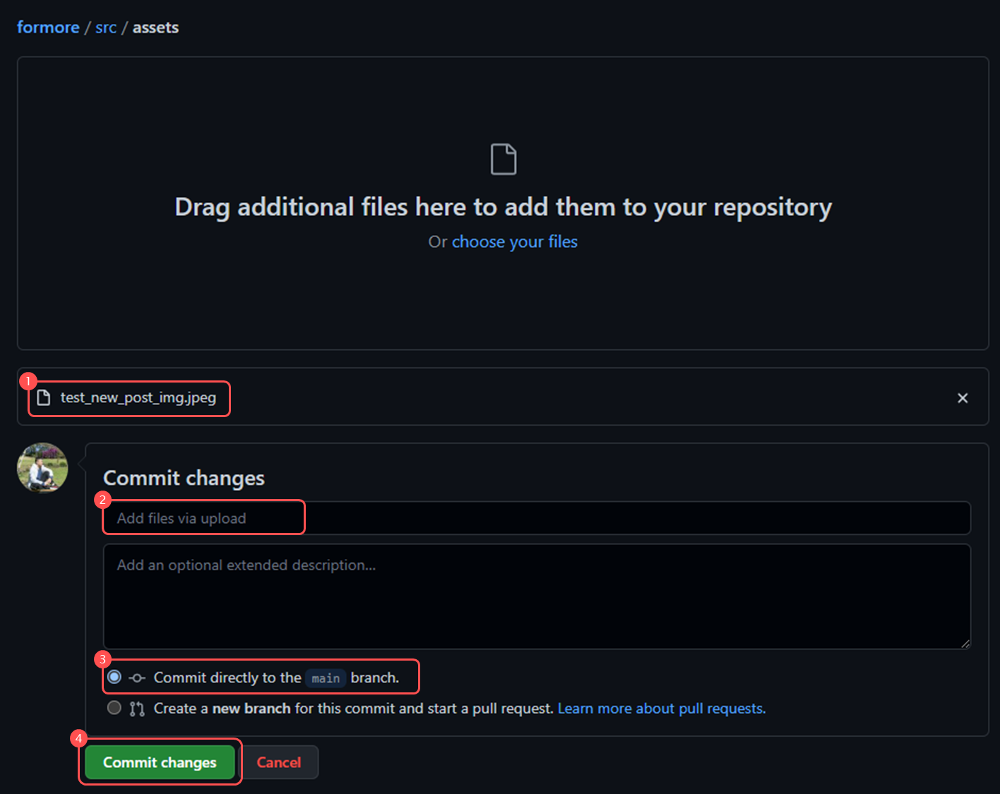 formore / src / assets
Drag additional files here to add them to your repository
Or choose your files
1
test_new_post_img.jpeg
Commit changes
2
Add files via upload
Add an optional extended description...
3
Commit directly to the main branch.
Create a new branch for this commit and start a pull request. Learn more about pull requests.
4
Commit changes Cancel